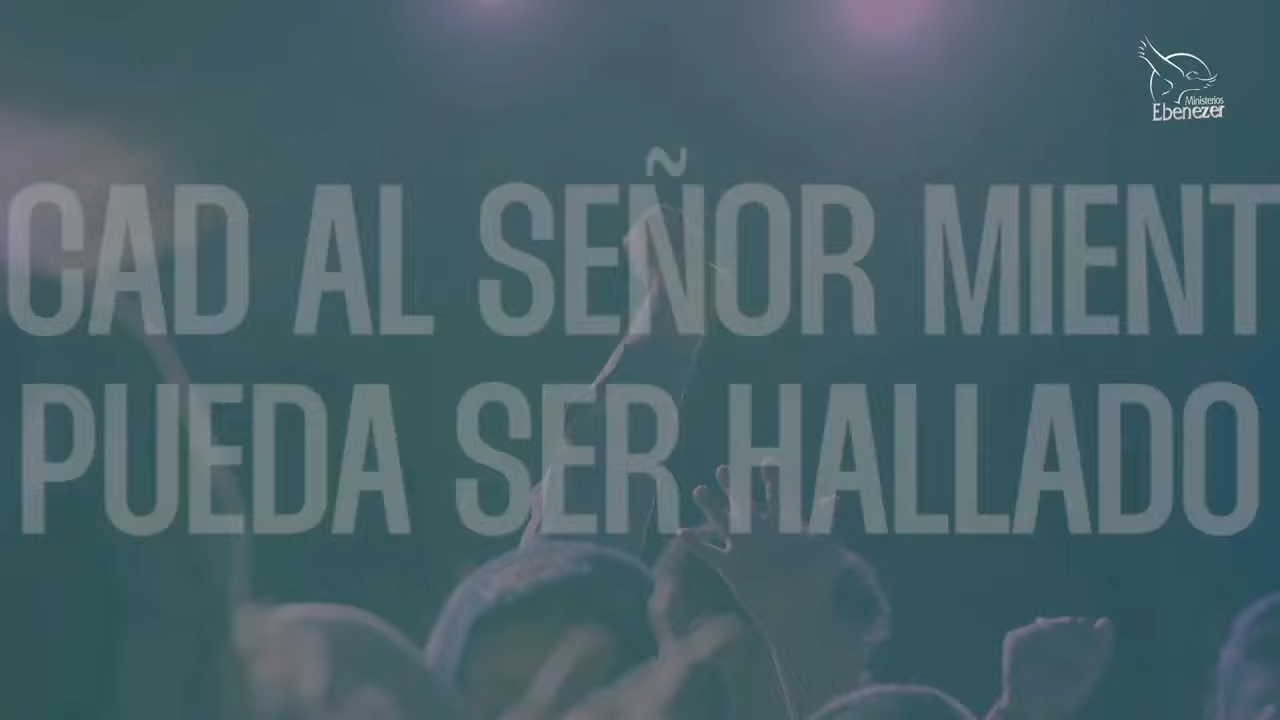 Ministerios
Ebenezer
CAD AL SEÑOR MIENT
PUEDA SER HALLADO